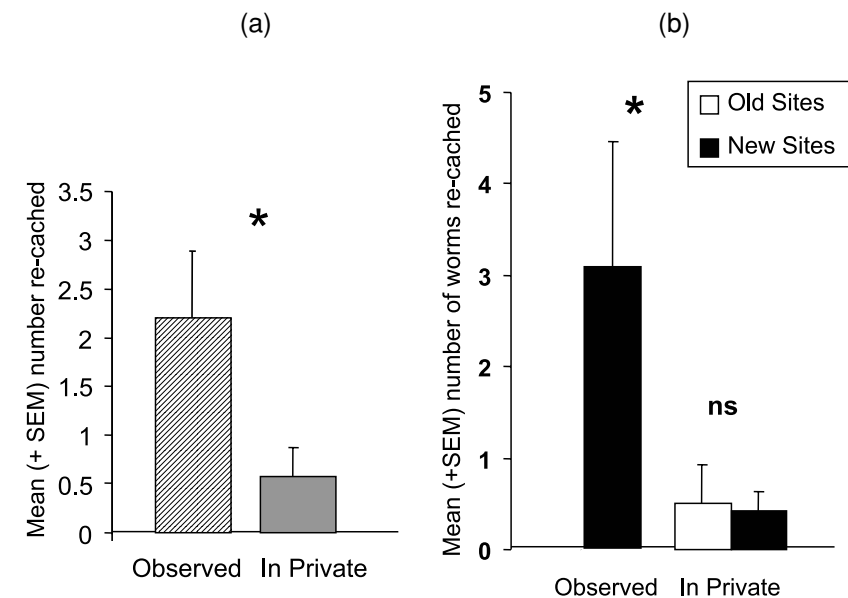 (a)
Mean (+ SEM) number re-cached
3.5
3
2.5
2
1.5
1
0.5
0
*
Observed In Private
(b)
Mean (+SEM) number of worms re-cached
5
4
3
2
1
0
*
Old Sites
New Sites
ns
Observed In Private